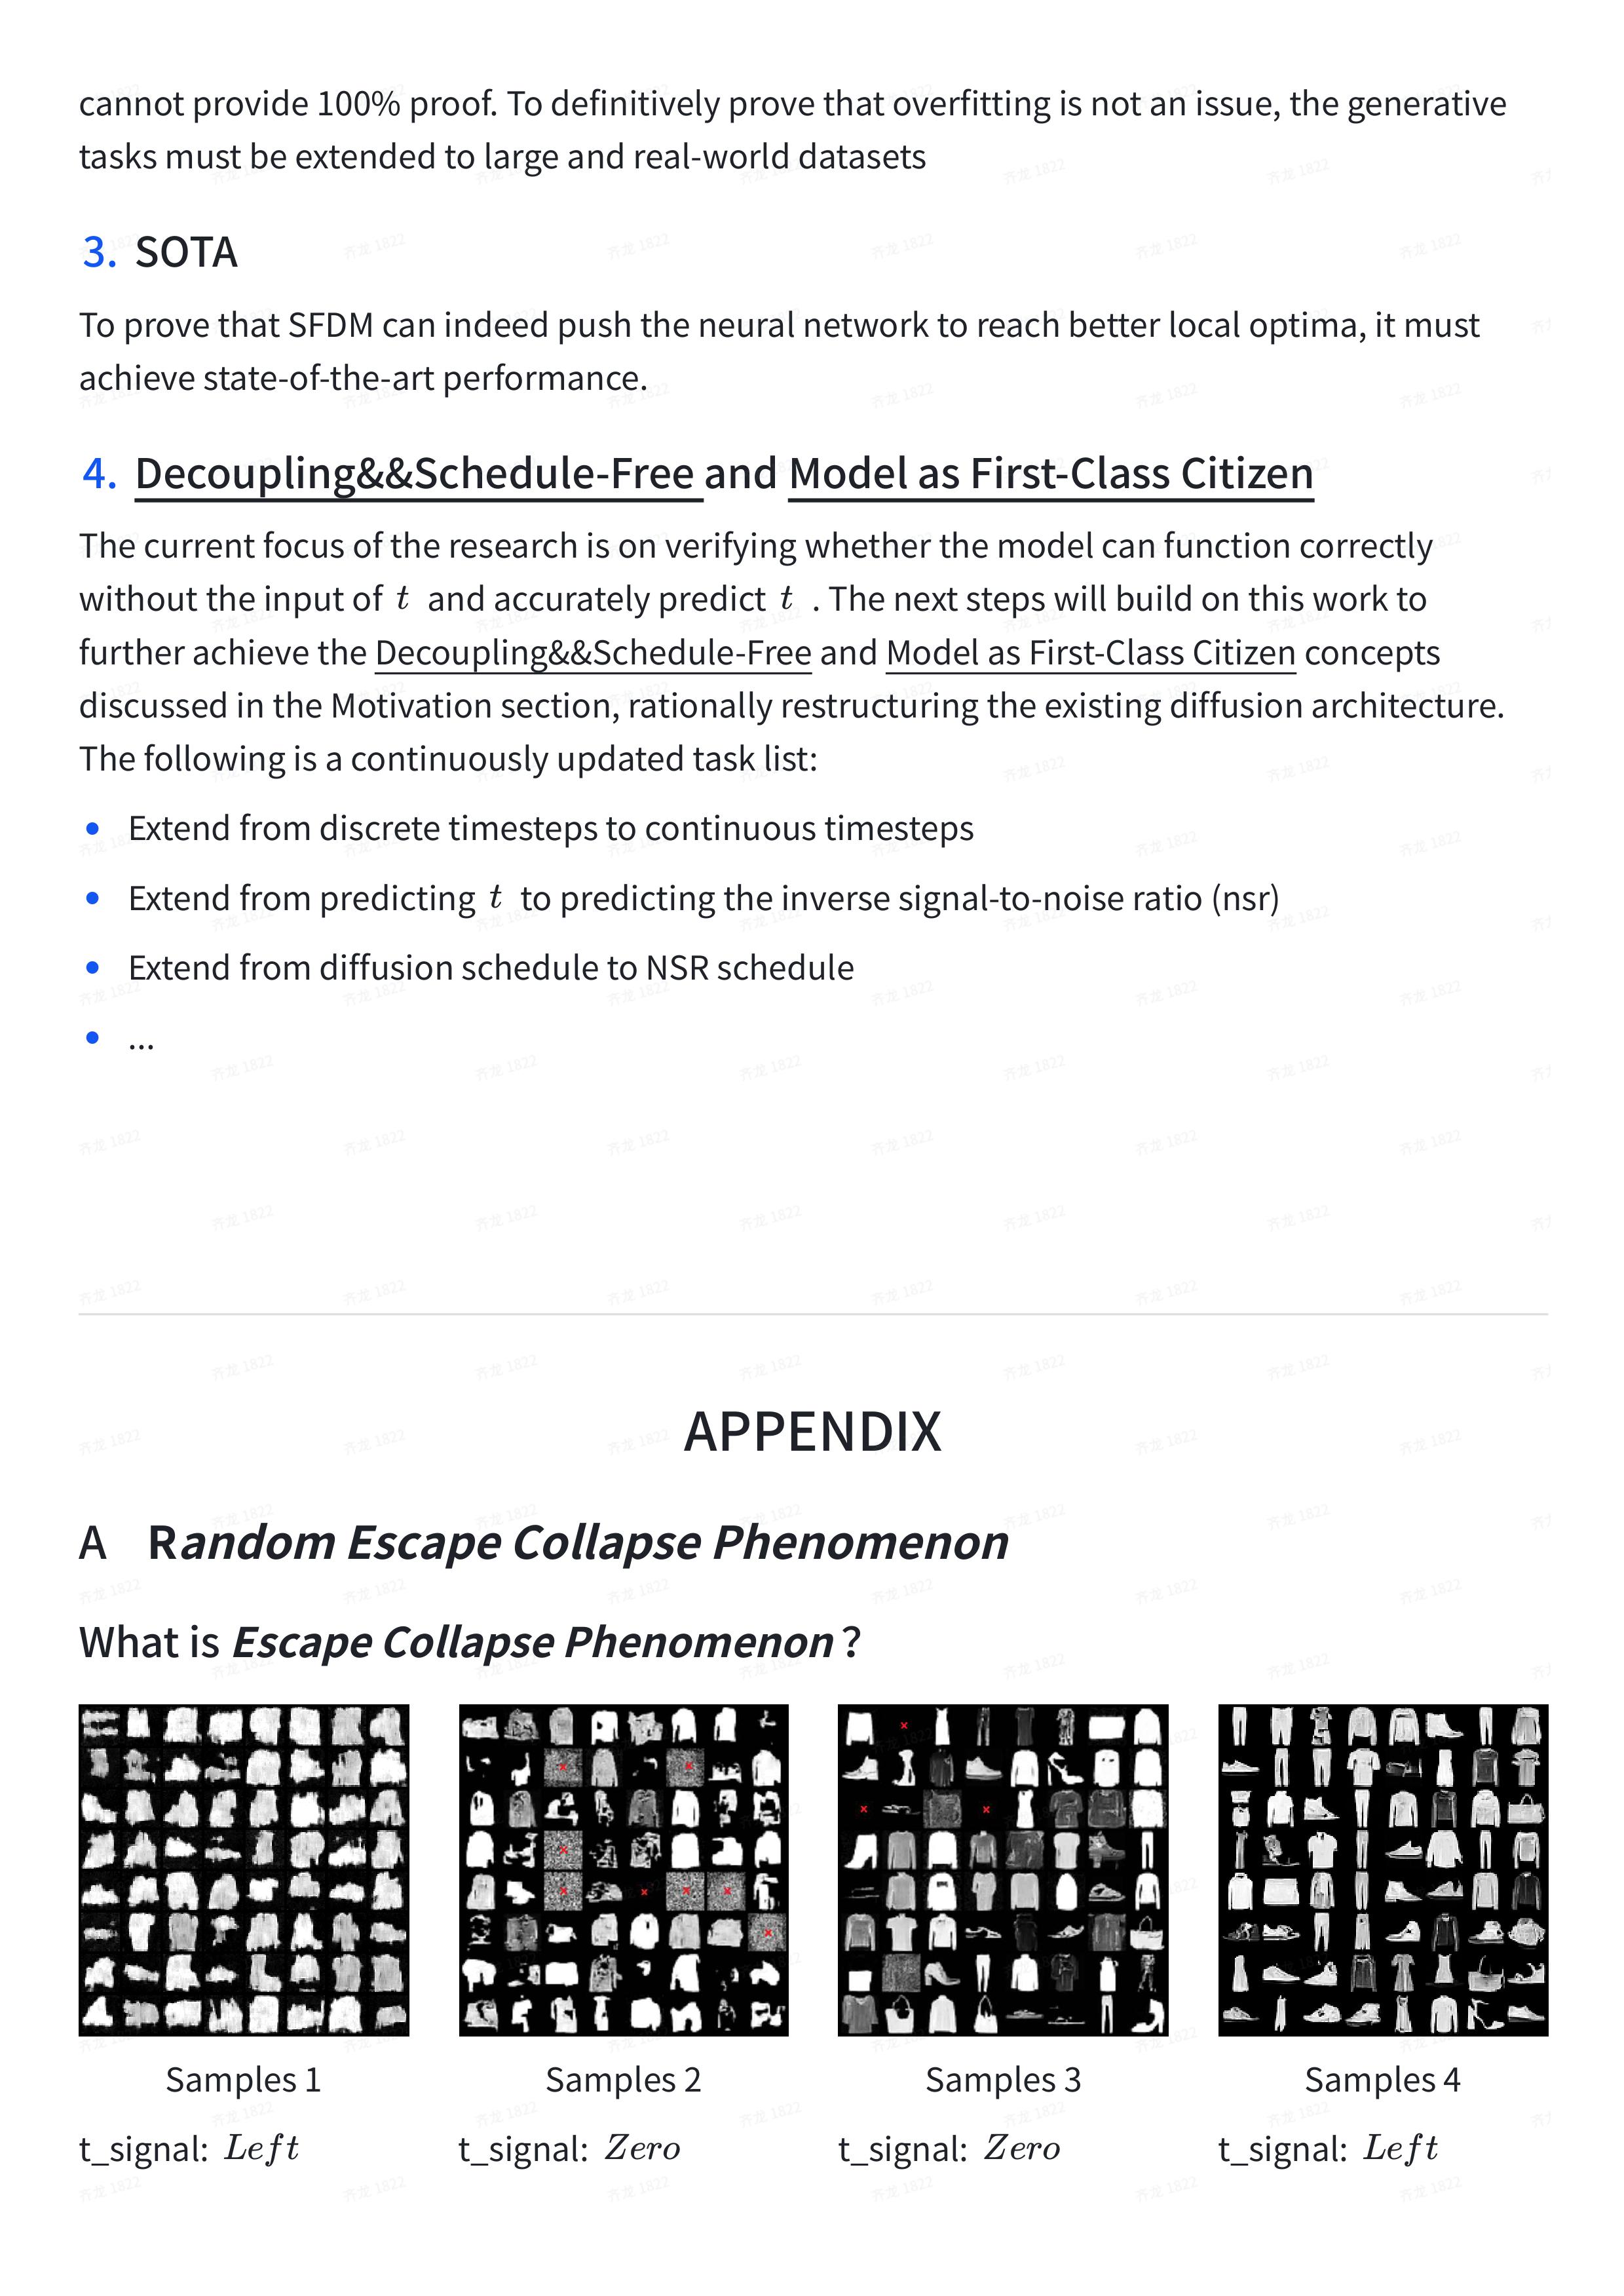 cannot provide 100% proof. To definitively prove that overfitting is not an issue, the generative
tasks must be extended to large and real-world datasets
3. SOTA
To prove that SFDM can indeed push the neural network to reach better local optima, it must
achieve state-of-the-art performance.
4. Decoupling&&Schedule-Free and Model as First-Class Citizen
The current focus of the research is on verifying whether the model can function correctly
without the input of t and accurately predict t . The next steps will build on this work to
further achieve the Decoupling&&Schedule-Free and Model as First-Class Citizen concepts
discussed in the Motivation section, rationally restructuring the existing diffusion architecture.
The following is a continuously updated task list:
• Extend from discrete timesteps to continuous timesteps
• Extend from predicting t to predicting the inverse signal-to-noise ratio (nsr)
• Extend from diffusion schedule to NSR schedule
• ...
APPENDIX
A Random Escape Collapse Phenomenon
What is Escape Collapse Phenomenon ?
Samples 1 Samples 2 Samples 3 Samples 4
t_signal: Left t_signal: Zero t_signal: Zero t_signal: Left
齐龙 1822